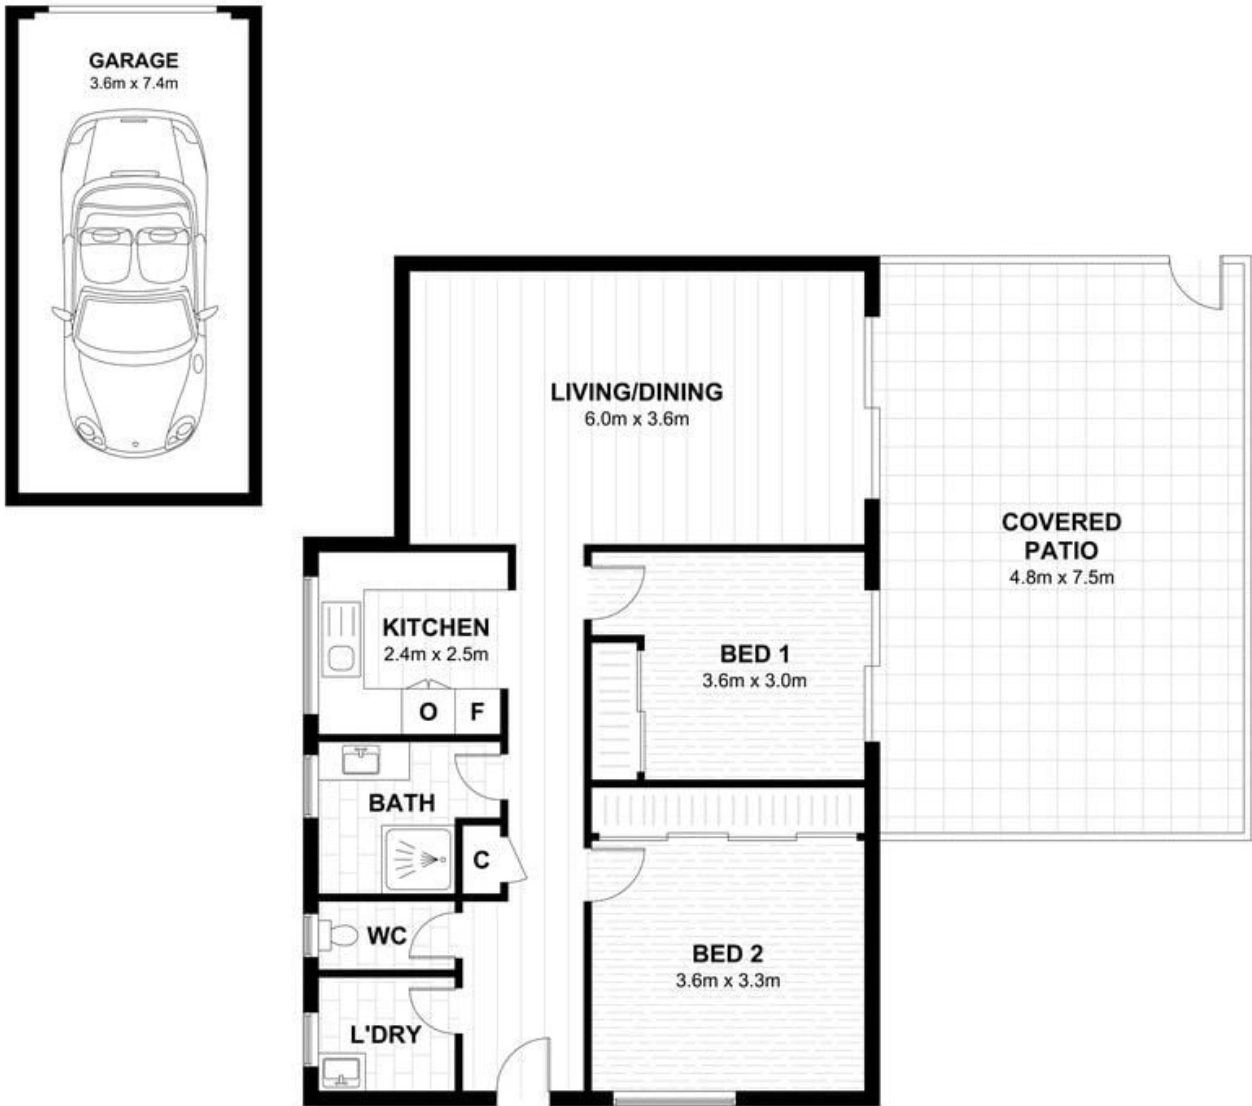 GARAGE
3.6m x 7.4m
LIVING/DINING
6.0m x 3.6m
COVERED
PATIO
4.8m x 7.5m
KITCHEN
2.4m x 2.5m
O F
BED 1
3.6m x 3.0m
BATH
C
WC
BED 2
3.6m x 3.3m
L'DRY